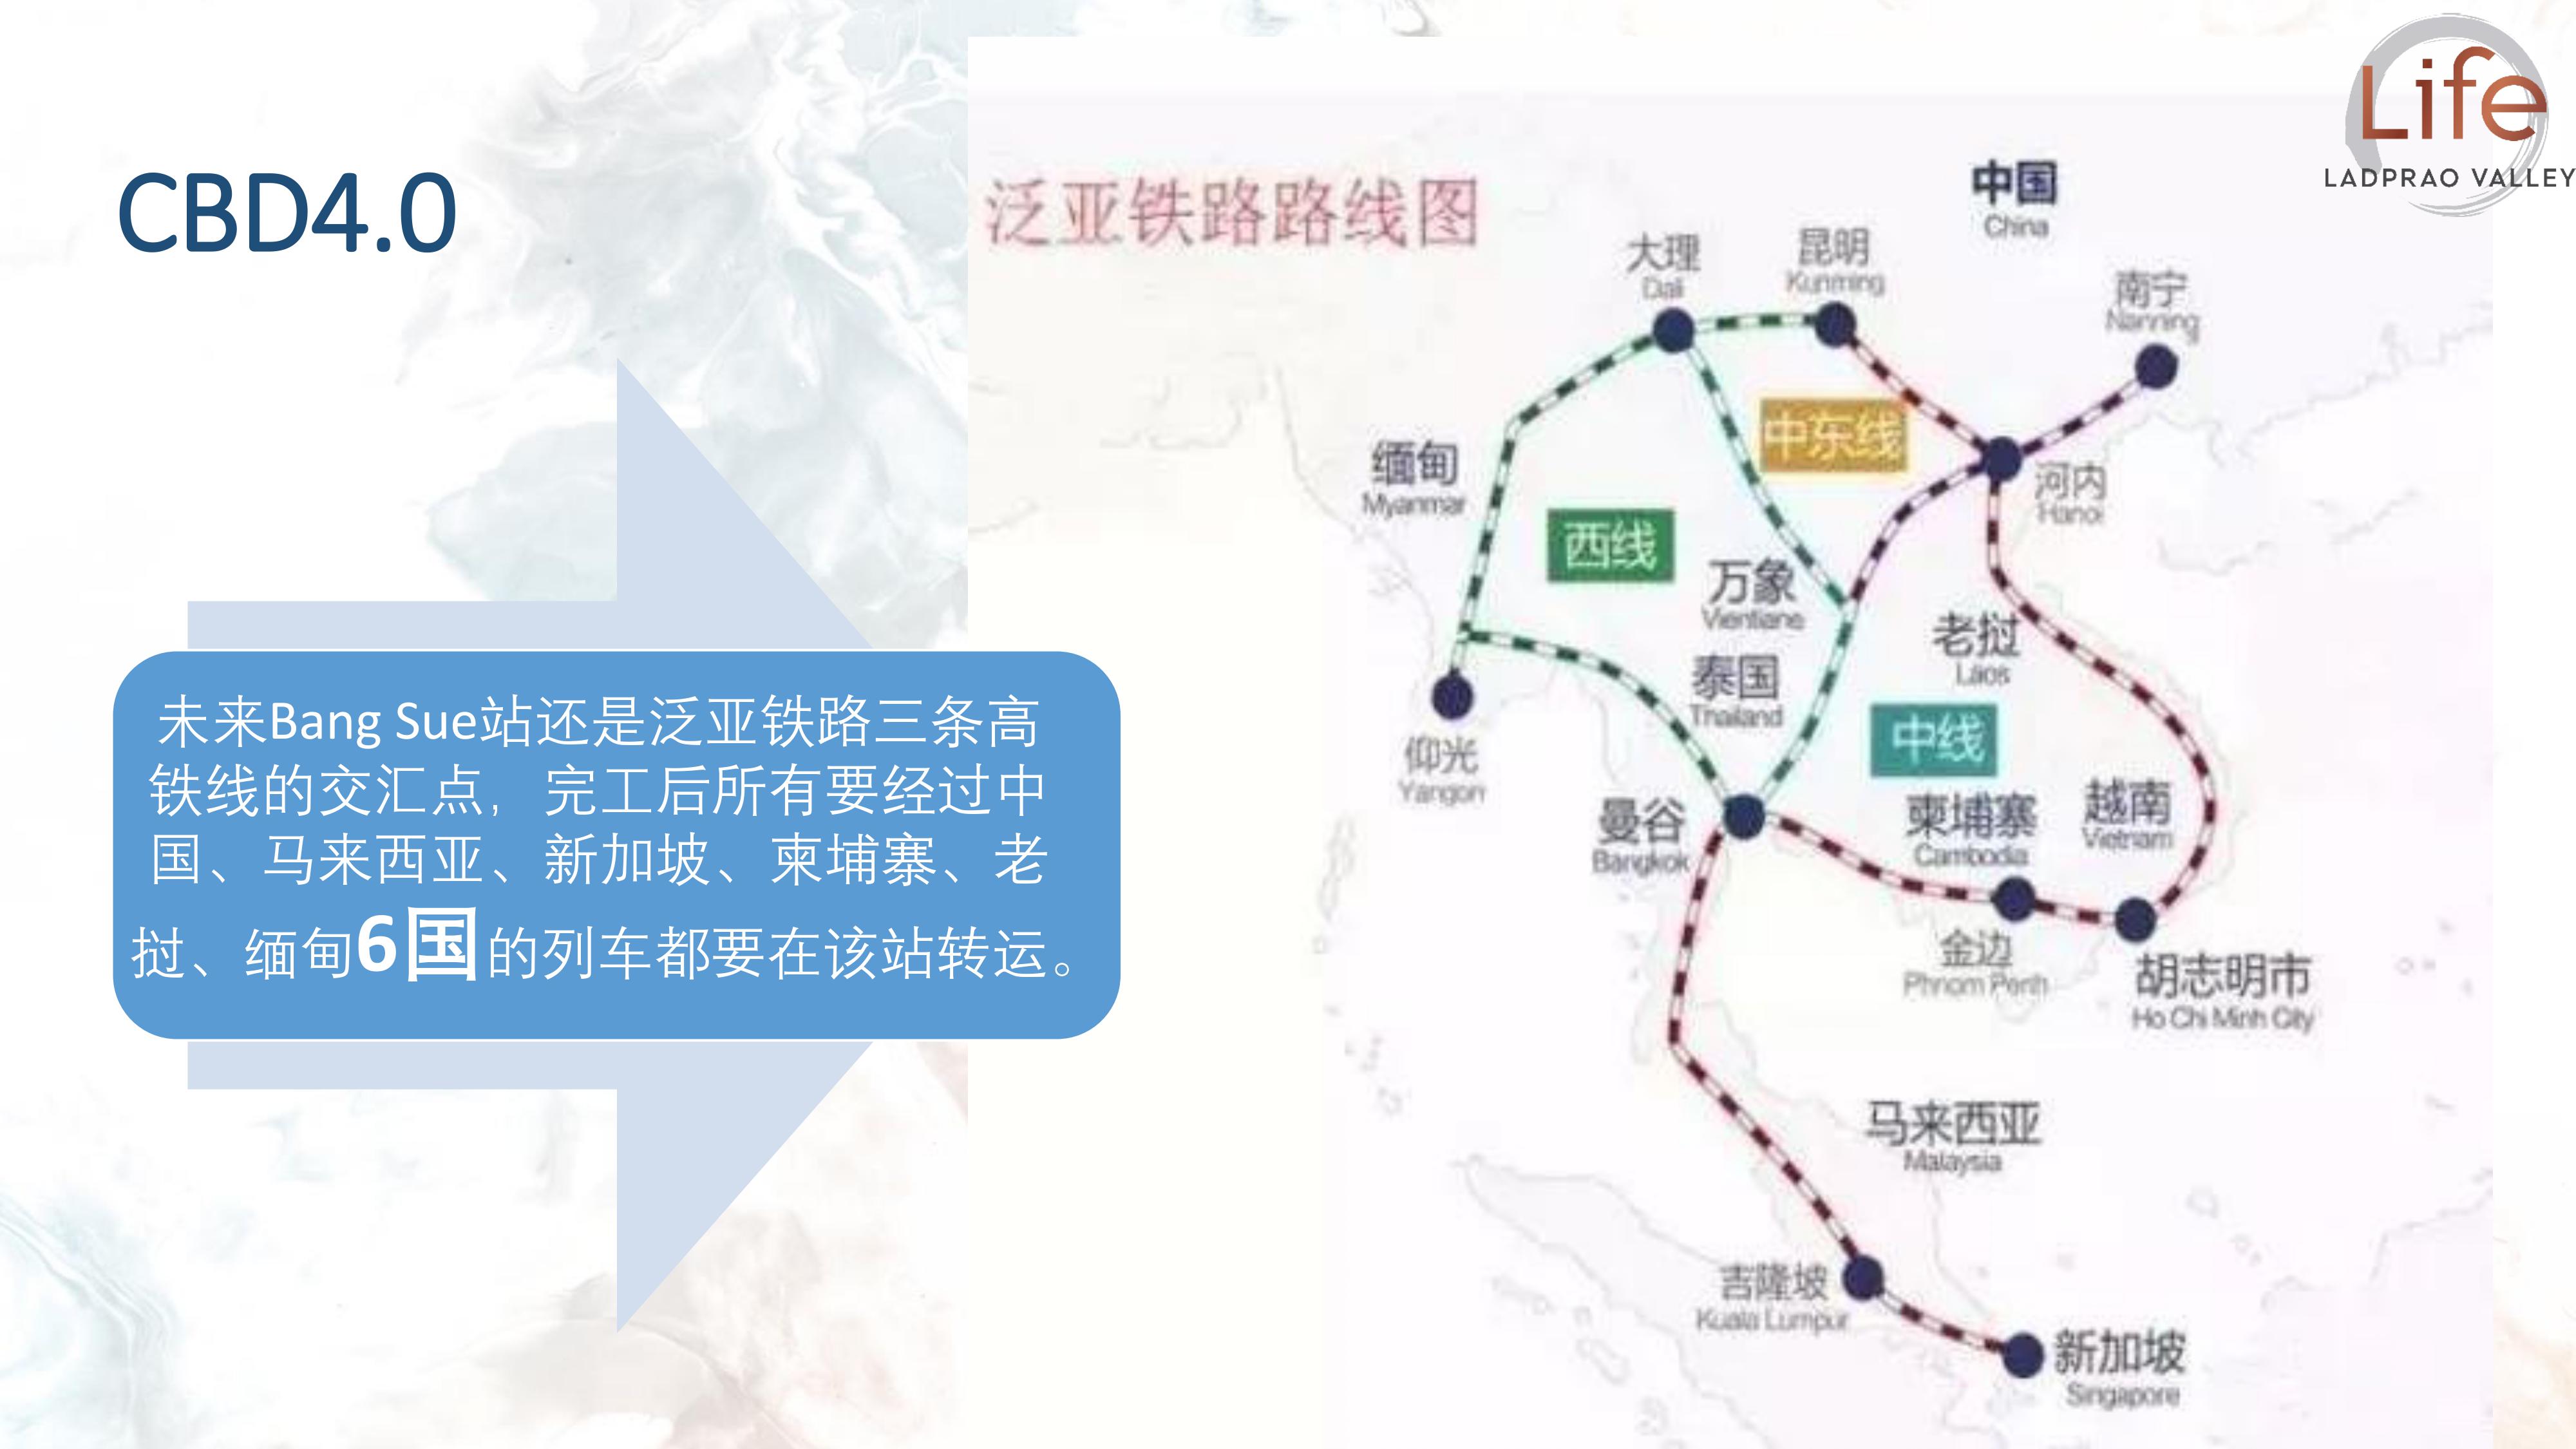 Life
LADPRAO VALLEY
CBD4.0
泛亚铁路路线图
中国
China
大理
Dali
昆明
Kunming
南宁
Nanning
中东线
缅甸
Myanmar
河内
Hanoi
西线
万象
Vientiane
老挝
Laos
泰国
Thailand
中线
仰光
Yangon
曼谷
Bangkok
柬埔寨
Cambodia
越南
Vietnam
金边
Phnom Penh
胡志明市
Ho Chi Minh City
马来西亚
Malaysia
吉隆坡
Kuala Lumpur
新加坡
Singapore
未来Bang Sue站还是泛亚铁路三条高
铁线的交汇点，完工后所有要经过中
国、马来西亚、新加坡、柬埔寨、老
挝、缅甸6国的列车都要在该站转运。